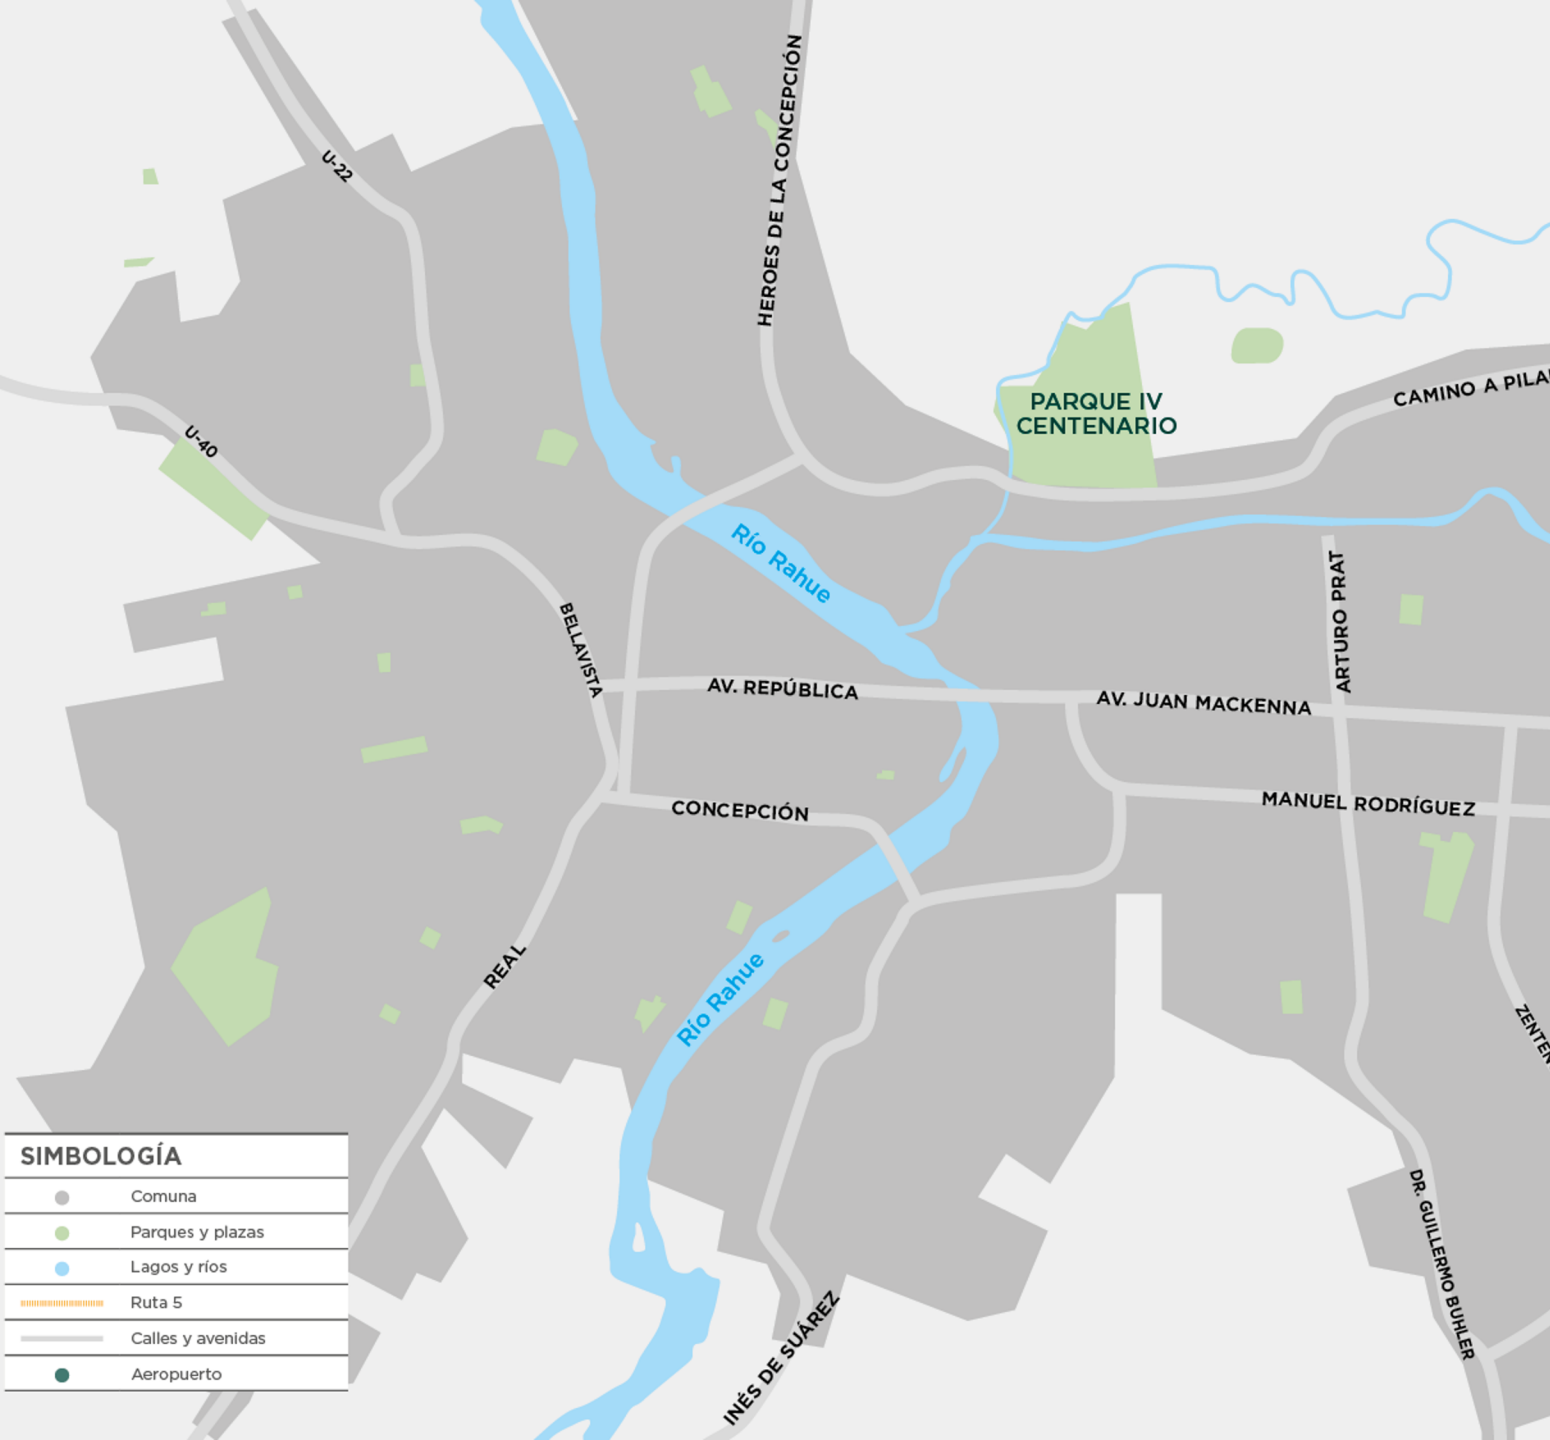 HEROES DE LA CONCEPCIÓN
U-22
PARQUE IV
CENTENARIO
CAMINO A PILA
U-40
Río Rahue
ARTURO PRAT
BELLAVISTA
AV. REPÚBLICA
AV. JUAN MACKENNA
CONCEPCIÓN
MANUEL RODRÍGUEZ
REAL
Río Rahue
ZENTEN
DR. GUILLERMO BUHLER
INÉS DE SUÁREZ
SIMBOLOGÍA
Comuna
Parques y plazas
Lagos y ríos
Ruta 5
Calles y avenidas
Aeropuerto